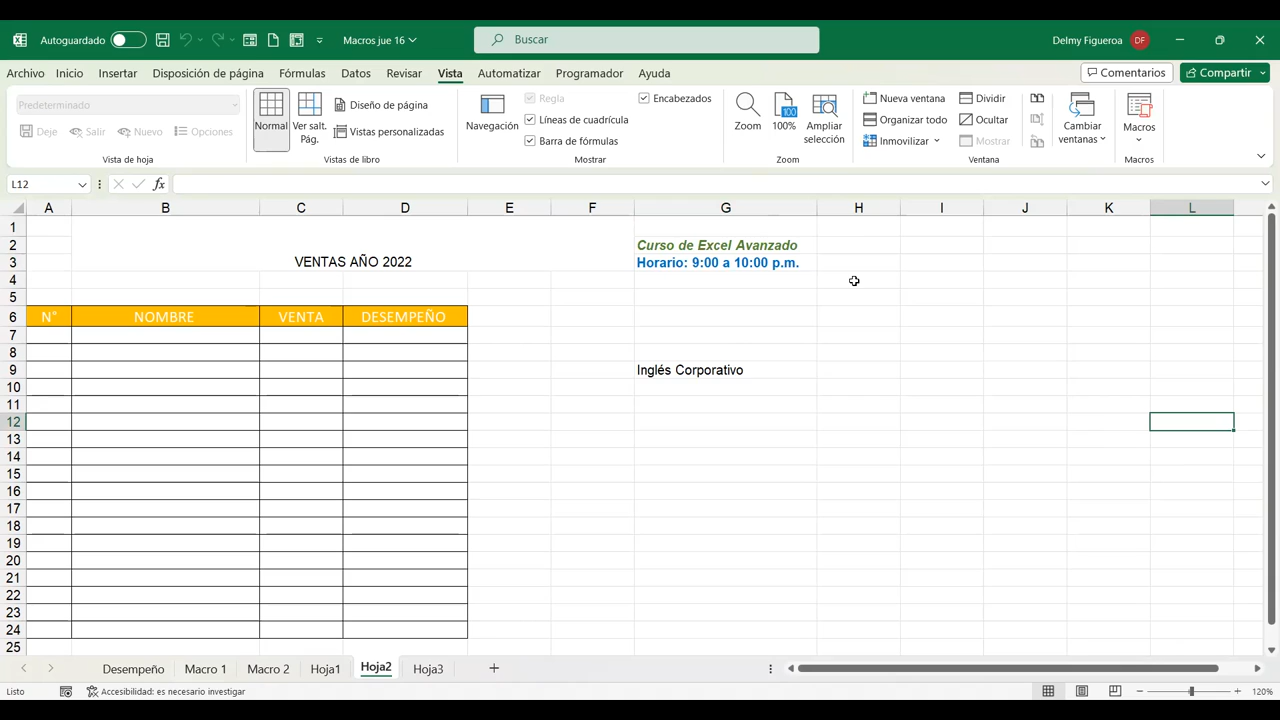 Autoguardado
Macros jue 16
Buscar
Delmy Figueroa DF
Archivo Inicio Insertar Disposición de página Fórmulas Datos Revisar Vista Automatizar Programador Ayuda
Comentarios Compartir
Predeterminado
Deje Salir Nuevo Opciones
Vista de hoja
Normal
Ver salt. Pág.
Diseño de página
Vistas personalizadas
Vistas de libro
Navegación
Regla
Líneas de cuadrícula
Barra de fórmulas
Encabezados
Mostrar
Zoom
100
100%
Ampliar selección
Zoom
Nueva ventana
Organizar todo
Inmovilizar
Dividir
Ocultar
Mostrar
Cambiar ventanas
Ventana
Macros
Macros
L12
fx
A B C D E F G H I J K L
1
2 Curso de Excel Avanzado
3 VENTAS AÑO 2022 Horario: 9:00 a 10:00 p.m.
4
5
6 N° NOMBRE VENTA DESEMPEÑO
7
8
9 Inglés Corporativo
10
11
12
13
14
15
16
17
18
19
20
21
22
23
24
25
Desempeño Macro 1 Macro 2 Hoja1 Hoja2 Hoja3
Listo
Accesibilidad: es necesario investigar
120%